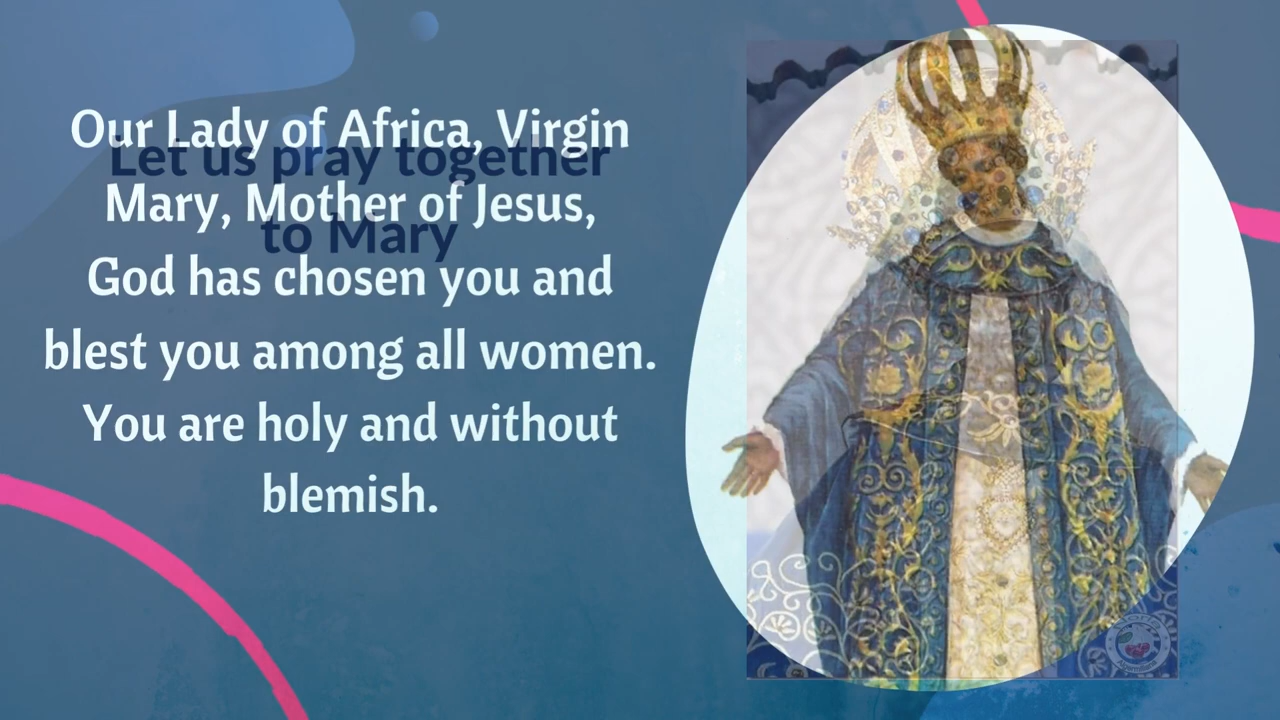 Our Lady of Africa, Virgin
Mary, Mother of Jesus,
God has chosen you and
blest you among all women.
You are holy and without
blemish.
Let us pray together
to Mary